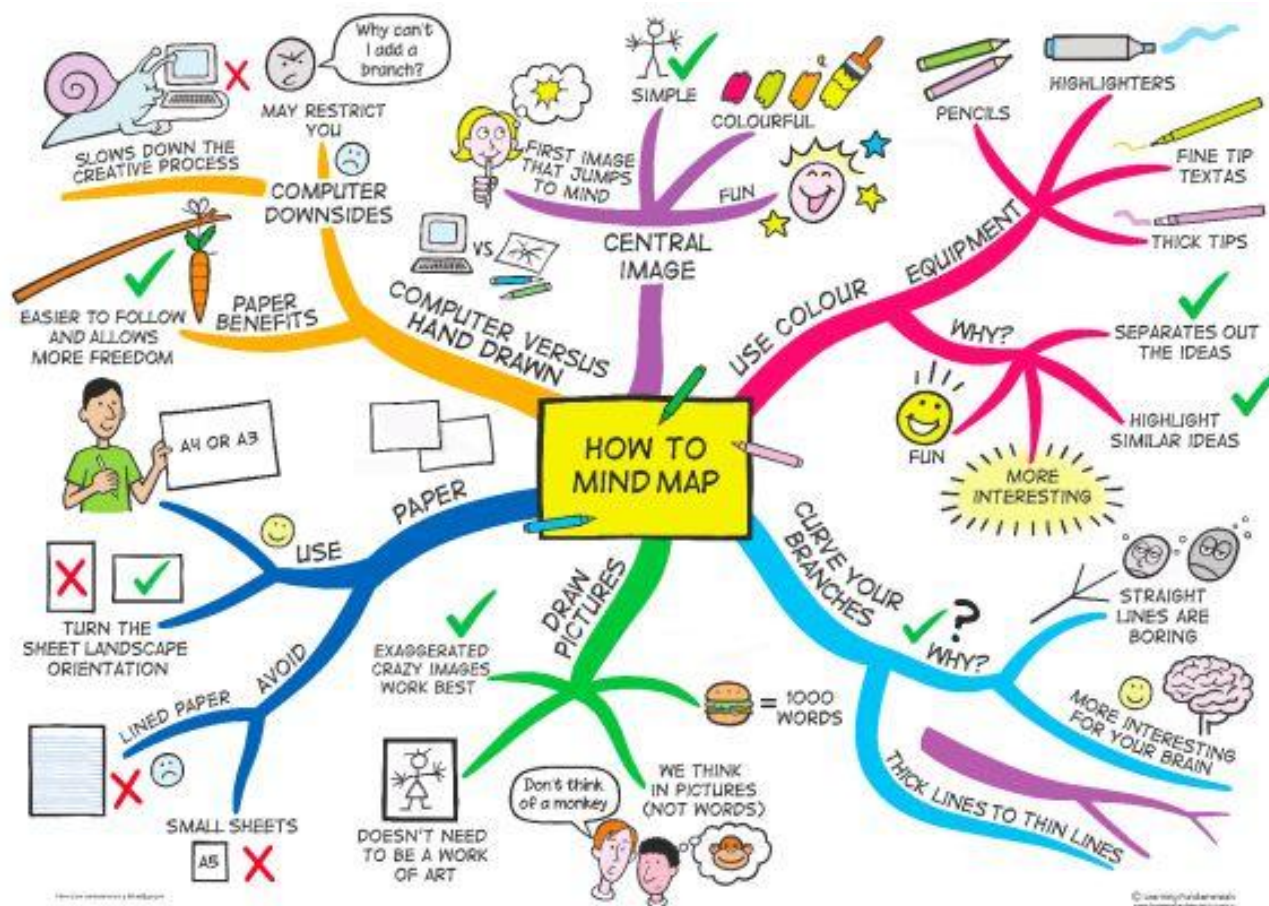 HOW TO
MIND MAP
CENTRAL
IMAGE
FIRST IMAGE
THAT JUMPS
TO MIND
SIMPLE
COLOURFUL
FUN
USE COLOUR
EQUIPMENT
PENCILS
HIGHLIGHTERS
FINE TIP
TEXTAS
THICK TIPS
WHY?
SEPARATES OUT
THE IDEAS
HIGHLIGHT
SIMILAR IDEAS
MORE
INTERESTING
FUN
CURVE YOUR
BRANCHES
?
WHY?
STRAIGHT
LINES ARE
BORING
MORE INTERESTING
FOR YOUR
BRAIN
THICK LINES TO THIN LINES
DRAW
PICTURES
= 1000
WORDS
WE THINK
IN PICTURES
(NOT WORDS)
Don't think
of a monkey
DOESN'T NEED
TO BE A WORK
OF ART
EXAGGERATED
CRAZY IMAGES
WORK BEST
PAPER
USE
A4 OR A3
TURN THE
SHEET LANDSCAPE
ORIENTATION
AVOID
LINED PAPER
SMALL SHEETS
A5
COMPUTER VERSUS
HAND DRAWN
VS.
PAPER
BENEFITS
EASIER TO FOLLOW
AND ALLOWS
MORE FREEDOM
COMPUTER
DOWNSIDES
SLOWS DOWN THE
CREATIVE PROCESS
MAY RESTRICT
YOU
Why can't
I add a
branch?
© Learning Fundamentals